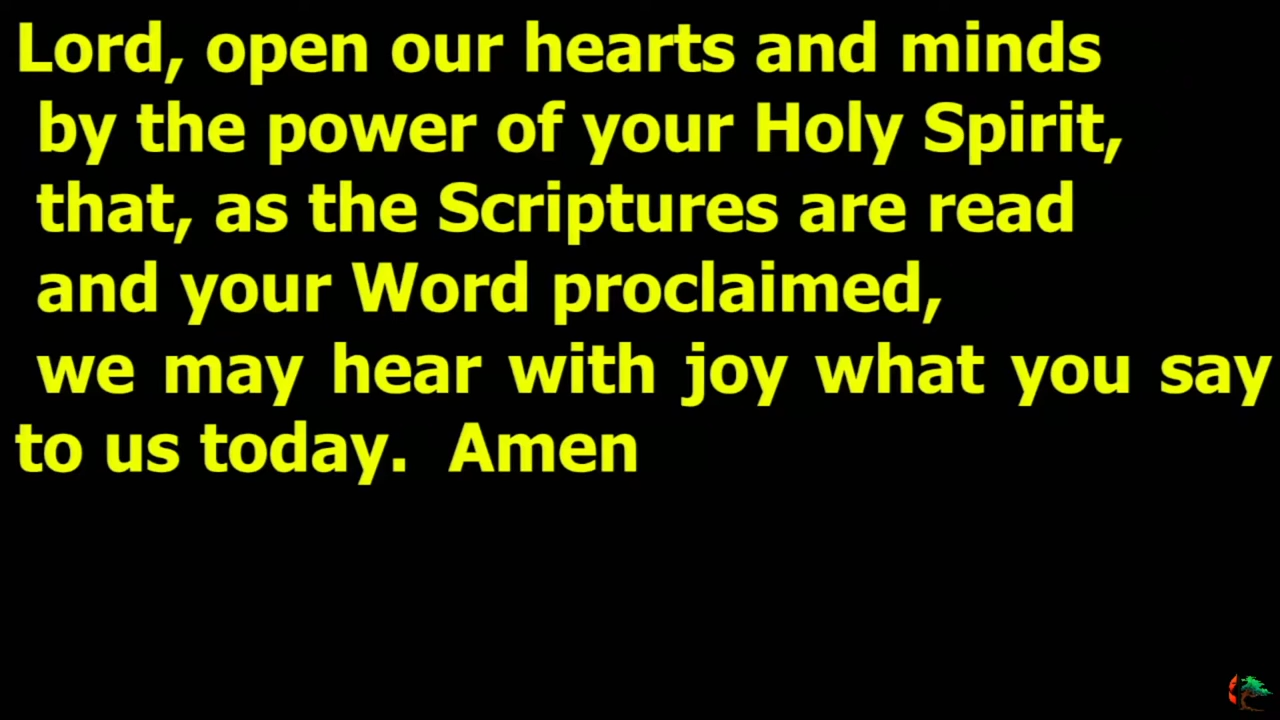 Lord, open our hearts and minds
by the power of your Holy Spirit,
that, as the Scriptures are read
and your Word proclaimed,
we may hear with joy what you say
to us today.  Amen